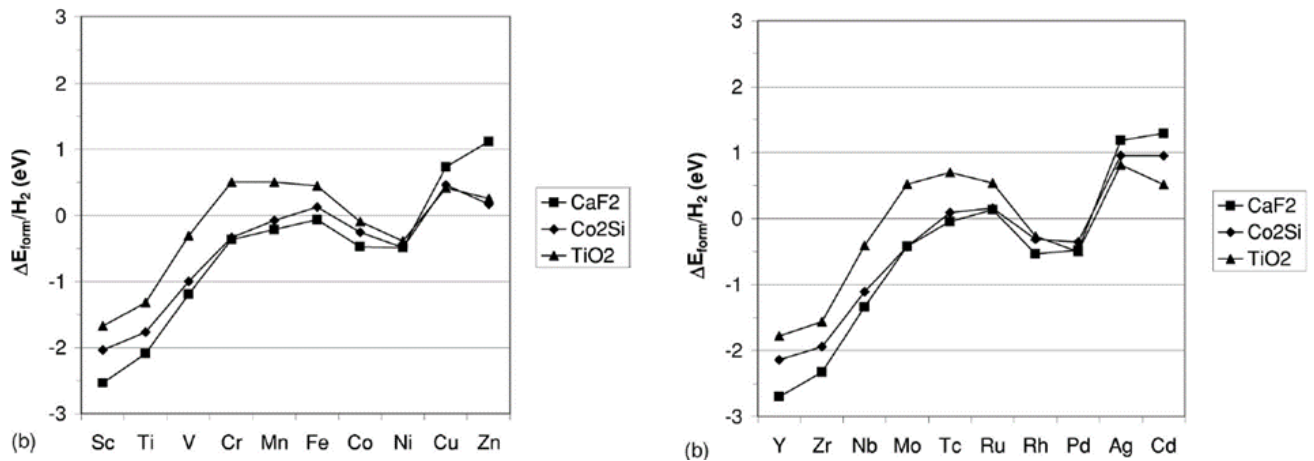 3
2
1
0
-1
-2
-3
ΔEform/H2 (eV)
Sc Ti V Cr Mn Fe Co Ni Cu Zn
(b)
CaF2
Co2Si
TiO2
3
2
1
0
-1
-2
-3
ΔEform/H2 (eV)
Y Zr Nb Mo Tc Ru Rh Pd Ag Cd
(b)
CaF2
Co2Si
TiO2